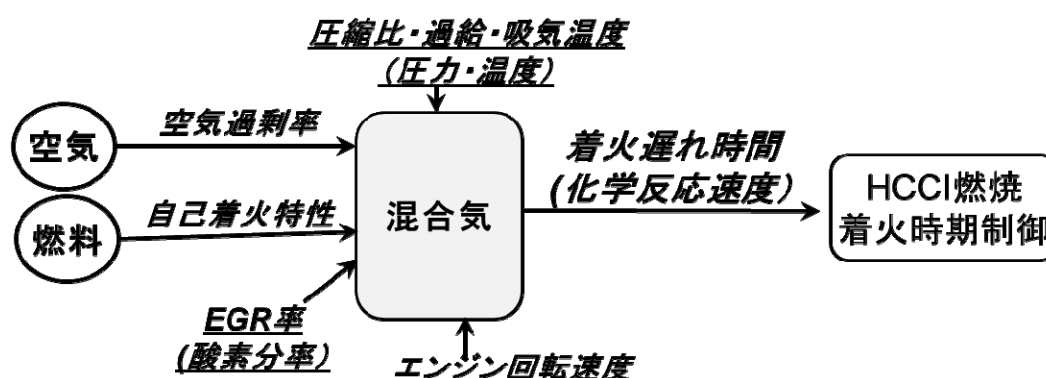 圧縮比・過給・吸気温度
(圧力・温度)
空気
空気過剰率
燃料
自己着火特性
混合気
着火遅れ時間
(化学反応速度)
HCCI燃焼
着火時期制御
EGR率
(酸素分率)
エンジン回転速度